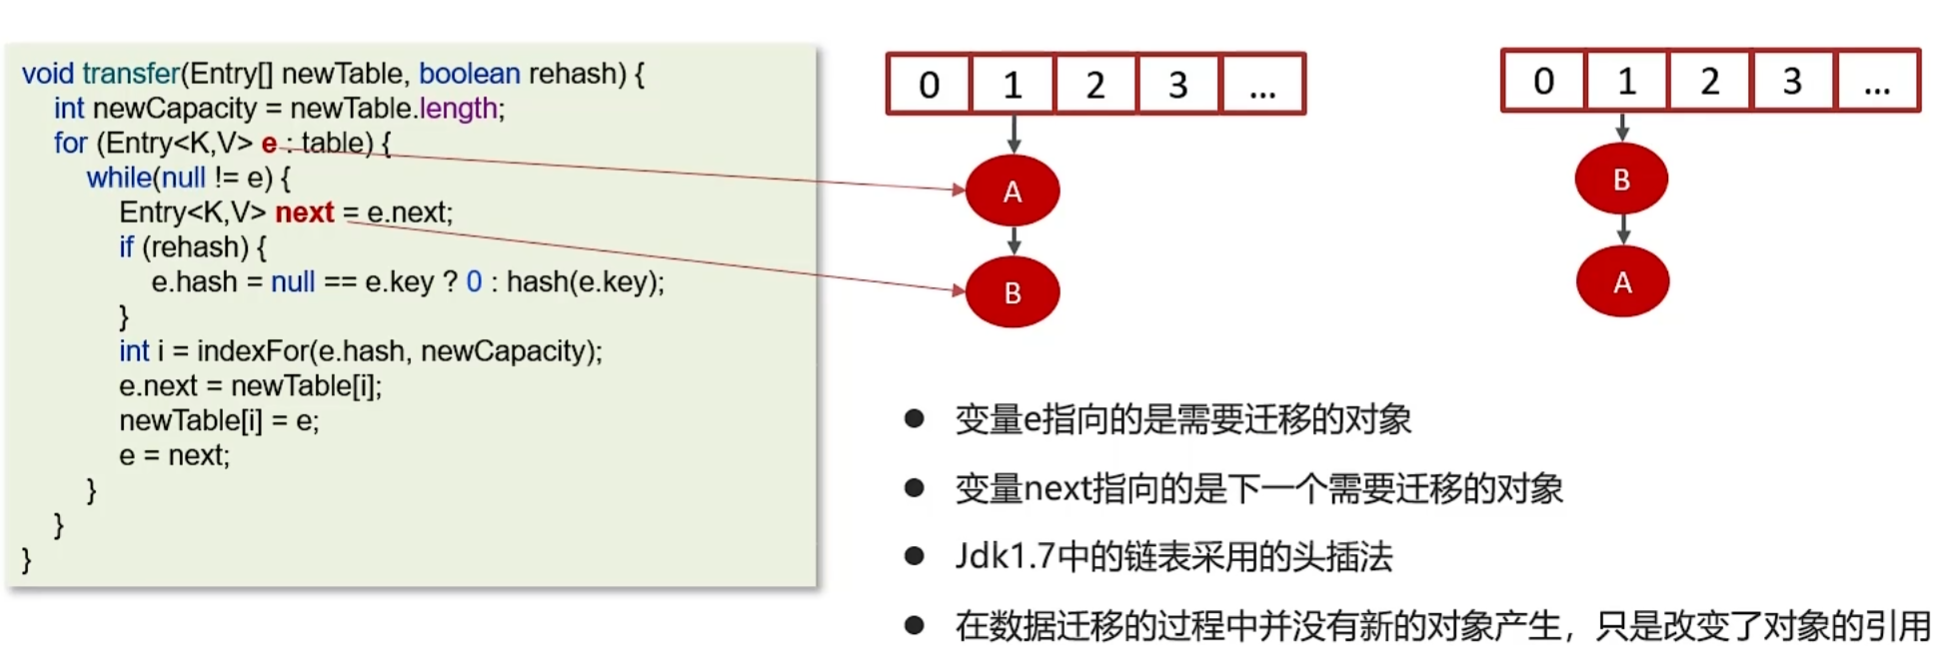 void transfer(Entry[] newTable, boolean rehash) {
int newCapacity = newTable.length;
for (Entry<K,V> e : table) {
while(null != e) {
Entry<K,V> next = e.next;
if (rehash) {
e.hash = null == e.key ? 0 : hash(e.key);
}
int i = indexFor(e.hash, newCapacity);
e.next = newTable[i];
newTable[i] = e;
e = next;
}
}
}
0 1 2 3 ...
A
B
0 1 2 3 ...
B
A
● 变量e指向的是需要迁移的对象
● 变量next指向的是下一个需要迁移的对象
● Jdk1.7中的链表采用的头插法
● 在数据迁移的过程中并没有新的对象产生，只是改变了对象的引用